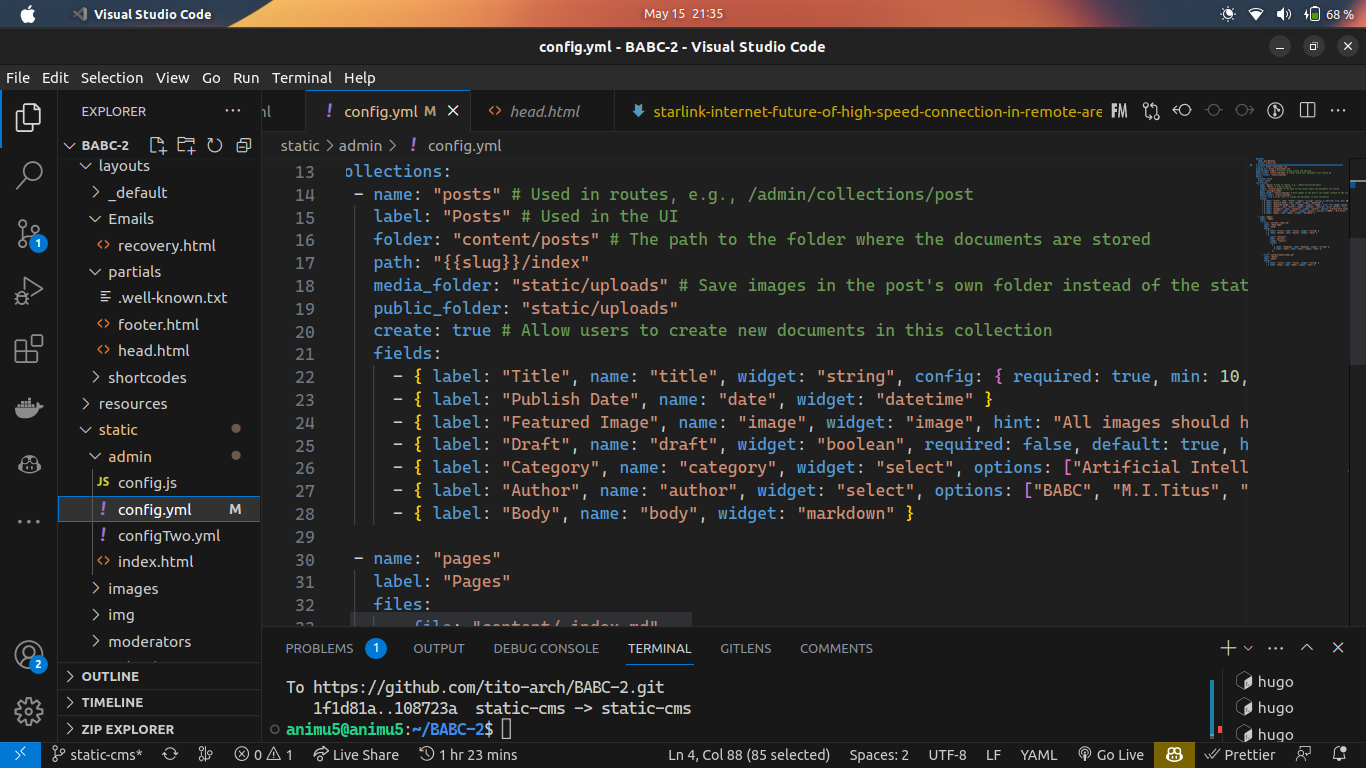 Visual Studio Code
May 15 21:35
68 %
config.yml - BABC-2 - Visual Studio Code
File Edit Selection View Go Run Terminal Help
EXPLORER
ml
! config.yml M
<> head.html
starlink-internet-future-of-high-speed-connection-in-remote-are
FM
BABC-2
static > admin > ! config.yml
layouts
_default
Emails
<> recovery.html
partials
.well-known.txt
<> footer.html
<> head.html
shortcodes
resources
static
admin
JS config.js
! config.yml M
! configTwo.yml
<> index.html
images
img
moderators
OUTLINE
TIMELINE
ZIP EXPLORER
1
2
13 ollections:
14 - name: "posts" # Used in routes, e.g., /admin/collections/post
15 label: "Posts" # Used in the UI
16 folder: "content/posts" # The path to the folder where the documents are stored
17 path: "{{slug}}/index"
18 media_folder: "static/uploads" # Save images in the post's own folder instead of the stat
19 public_folder: "static/uploads"
20 create: true # Allow users to create new documents in this collection
21 fields:
22 - { label: "Title", name: "title", widget: "string", config: { required: true, min: 10,
23 - { label: "Publish Date", name: "date", widget: "datetime" }
24 - { label: "Featured Image", name: "image", widget: "image", hint: "All images should h
25 - { label: "Draft", name: "draft", widget: "boolean", required: false, default: true, h
26 - { label: "Category", name: "category", widget: "select", options: ["Artificial Intell
27 - { label: "Author", name: "author", widget: "select", options: ["BABC", "M.I.Titus", "
28 - { label: "Body", name: "body", widget: "markdown" }
29
30 - name: "pages"
31 label: "Pages"
32 files:
33 - file: "content/_index.md"
PROBLEMS 1 OUTPUT DEBUG CONSOLE TERMINAL GITLENS COMMENTS
To https://github.com/tito-arch/BABC-2.git
1f1d81a..108723a static-cms -> static-cms
animu5@animu5:~/BABC-2$
hugo
hugo
hugo
static-cms* 0 1 Live Share 1 hr 23 mins Ln 4, Col 88 (85 selected) Spaces: 2 UTF-8 LF YAML Go Live Prettier